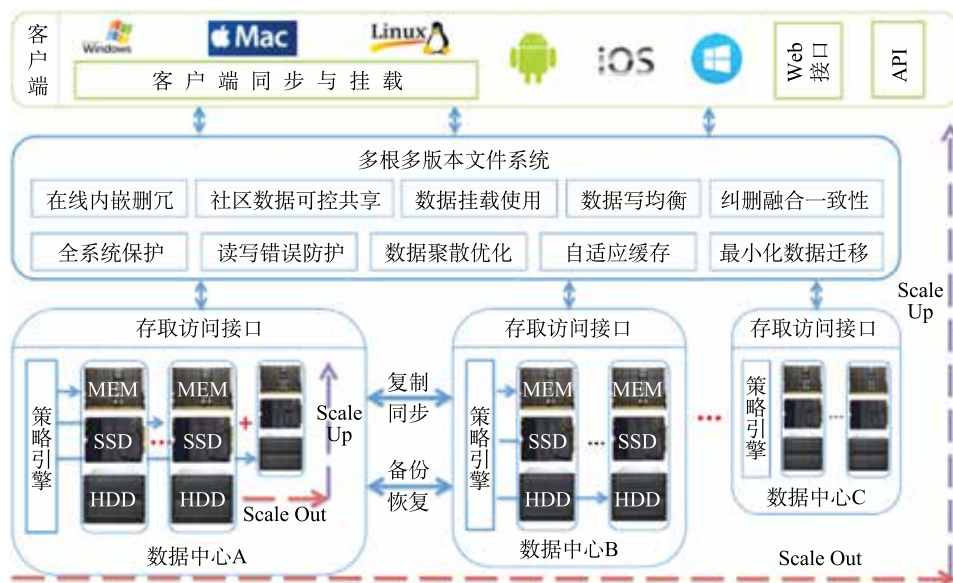 客户端
Windows
Mac
Linux
iOS
Web
接口
API
客户端同步与挂载
多根多版本文件系统
在线内嵌删冗
社区数据可控共享
数据挂载使用
数据写均衡
纠删融合一致性
全系统保护
读写错误防护
数据聚散优化
自适应缓存
最小化数据迁移
Scale
Up
存取访问接口
策略引擎
MEM
MEM
SSD
...
SSD
+
HDD
HDD
Scale
Up
Scale Out
数据中心A
复制
同步
备份
恢复
存取访问接口
策略引擎
MEM
MEM
SSD
...
SSD
HDD
HDD
数据中心B
...
存取访问接口
策略引擎
...
数据中心C
Scale Out